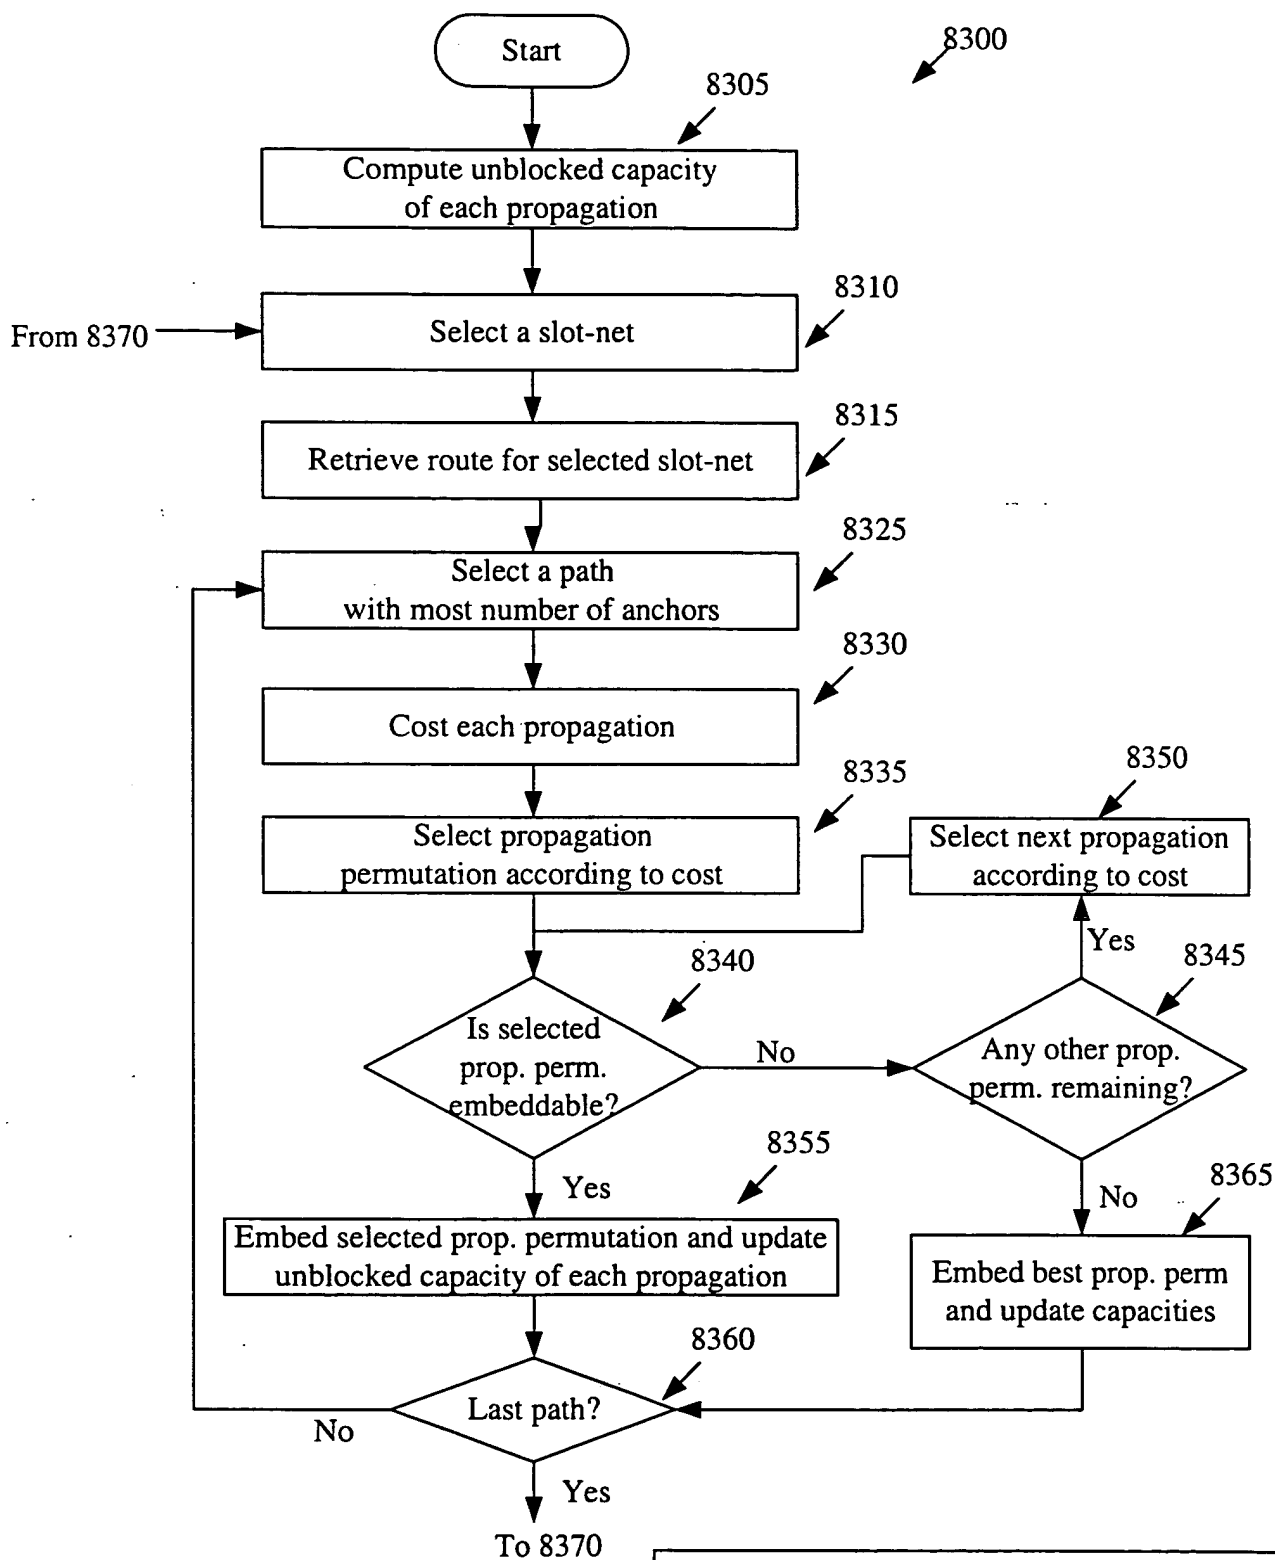 Start
8300
8305
Compute unblocked capacity
of each propagation
8310
From 8370
Select a slot-net
8315
Retrieve route for selected slot-net
8325
Select a path
with most number of anchors
8330
Cost each propagation
8335
Select propagation
permutation according to cost
8350
Select next propagation
according to cost
Yes
8340
8345
Is selected
prop. perm.
embeddable?
No
Any other prop.
perm. remaining?
8355
Yes
No
8365
Embed selected prop. permutation and update
unblocked capacity of each propagation
Embed best prop. perm
and update capacities
8360
Last path?
No
Yes
To 8370